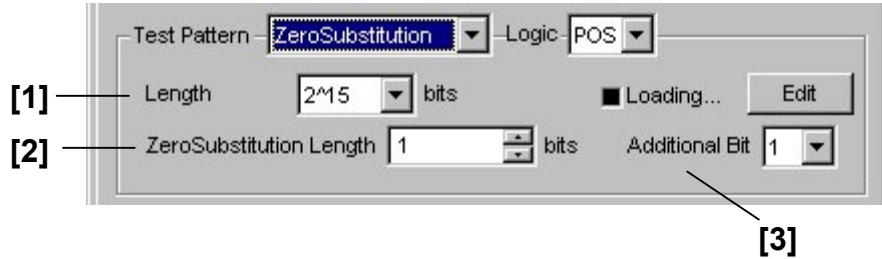 Test Pattern ZeroSubstitution Logic POS
[1] Length 2^15 bits Loading... Edit
[2] ZeroSubstitution Length 1 bits Additional Bit 1
[3]